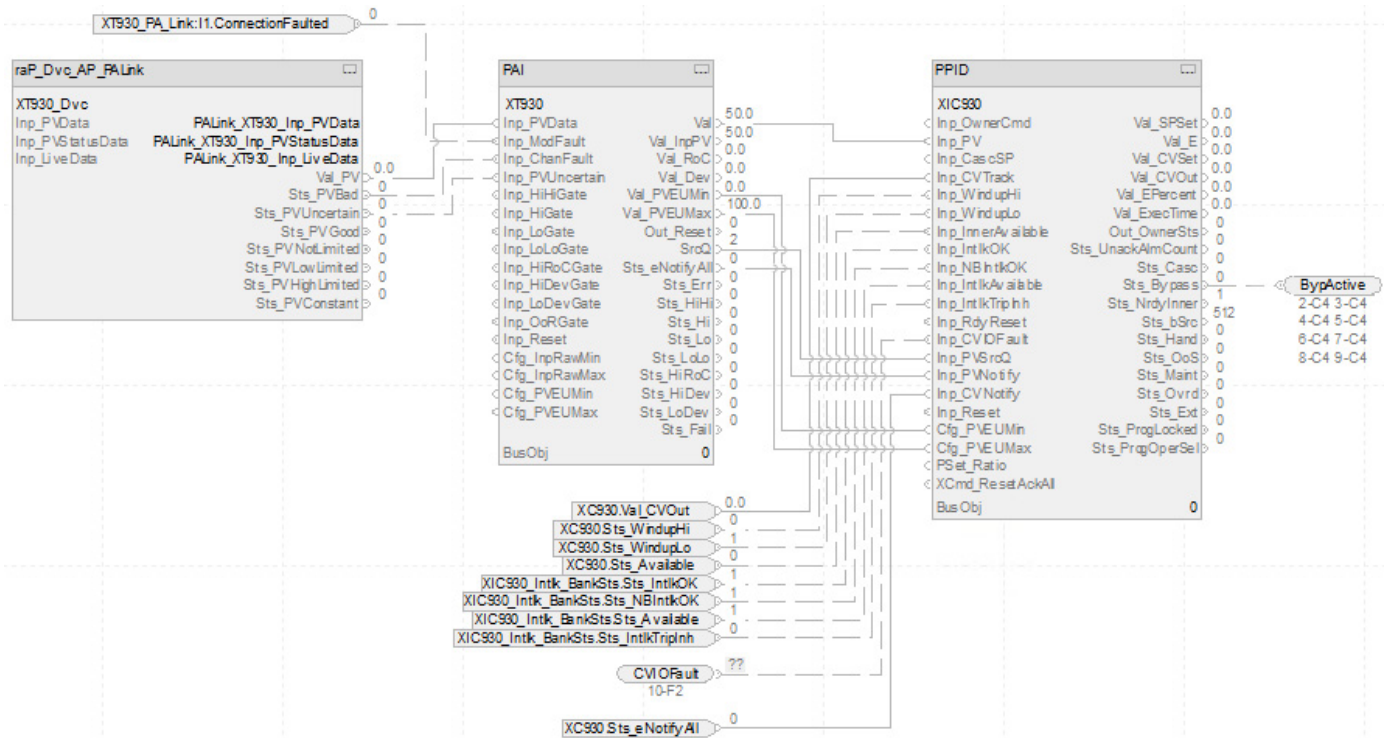 XT930_PA_Link:I1.ConnectionFaulted
0
raP_Dvc_AP_PALink
XT930_Dvc
Inp_PVData PALink_XT930_Inp_PVData
Inp_PVStatusData PALink_XT930_Inp_PVStatusData
Inp_LiveData PALink_XT930_Inp_LiveData
Val_PV 0.0
Sts_PVBad 0
Sts_PVUncertain 0
Sts_PVGood 0
Sts_PVNotLimited 0
Sts_PVLowLimited 0
Sts_PVHighLimited 0
Sts_PVConstant 0
PAI
XT930
Inp_PVData Val 50.0
Inp_ModFault Val_InpPV 50.0
Inp_ChanFault Val_RoC 0.0
Inp_PVUncertain Val_Dev 0.0
Inp_HiHiGate Val_PVEUMin 0.0
Inp_HiGate Val_PVEUMax 100.0
Inp_LoGate Out_Reset 0
Inp_LoLoGate SrcQ 2
Inp_HiRoCGate Sts_eNotifyAll 0
Inp_HiDevGate Sts_Err 0
Inp_LoDevGate Sts_HiHi 0
Inp_OoRGate Sts_Hi 0
Inp_Reset Sts_Lo 0
Cfg_InpRawMin Sts_LoLo 0
Cfg_InpRawMax Sts_HiRoC 0
Cfg_PVEUMin Sts_HiDev 0
Cfg_PVEUMax Sts_LoDev 0
Sts_Fail 0
BusObj 0
PPID
XIC930
Inp_OwnerCmd Val_SPSet 0.0
Inp_PV Val_E 0.0
Inp_CascSP Val_CVSet 0.0
Inp_CVTrack Val_CVOut 0.0
Inp_WindupHi Val_EPercent 0.0
Inp_WindupLo Val_ExecTime 0.0
Inp_InnerAvailable Out_OwnerSts 0
Inp_IntlkOK Sts_UnackAlmCount 0
Inp_NBIntlkOK Sts_Casc 0
Inp_IntlkAvailable Sts_Bypass 0
Inp_IntlkTripInh Sts_NrdyInner 1
Inp_RdyReset Sts_bSrc 512
Inp_CVIOFault Sts_Hand 0
Inp_PVSrcQ Sts_OoS 0
Inp_PVNotify Sts_Maint 0
Inp_CVNotify Sts_Ovrd 0
Inp_Reset Sts_Ext 0
Cfg_PVEUMin Sts_ProgLocked 0
Cfg_PVEUMax Sts_ProgOperSel 0
PSet_Ratio
XCmd_ResetAckAll
BusObj 0
BypActive
2-C4 3-C4
4-C4 5-C4
6-C4 7-C4
8-C4 9-C4
XC930.Val_CVOut 0.0
XC930.Sts_WindupHi 0
XC930.Sts_WindupLo 1
XC930.Sts_Available 0
XIC930_Intlk_BankSts.Sts_IntlkOK 1
XIC930_Intlk_BankSts.Sts_NBIntlkOK 1
XIC930_Intlk_BankSts.Sts_Available 1
XIC930_Intlk_BankSts.Sts_IntlkTripInh 0
CVIOFault ??
10-F2
XC930.Sts_eNotifyAll 0